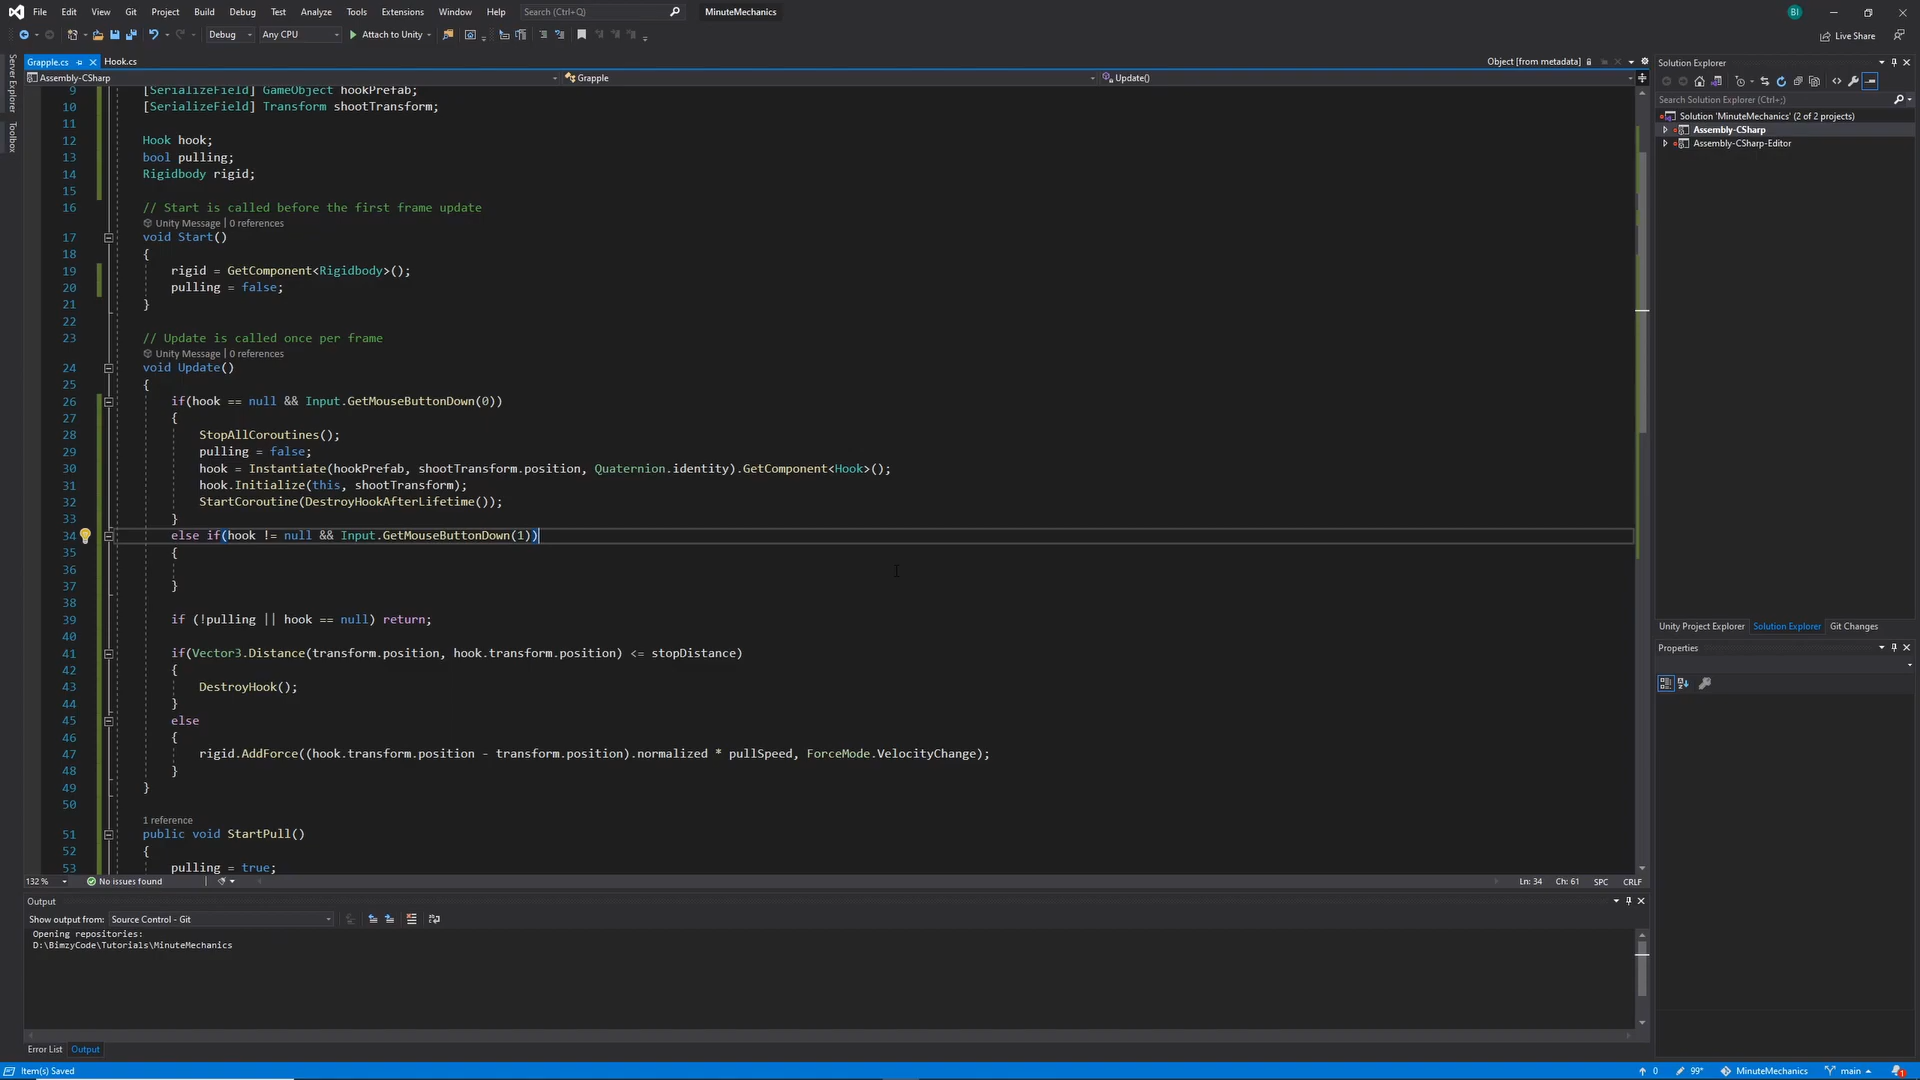 File Edit View Git Project Build Debug Test Analyze Tools Extensions Window Help Search (Ctrl+Q) MinuteMechanics BI
Debug Any CPU Attach to Unity Live Share
Server Explorer
Toolbox
Grapple.cs Hook.cs Object [from metadata]
Assembly-CSharp Grapple Update()
9 [SerializeField] GameObject hookPrefab;
10 [SerializeField] Transform shootTransform;
11
12 Hook hook;
13 bool pulling;
14 Rigidbody rigid;
15
16 // Start is called before the first frame update
Unity Message | 0 references
17 void Start()
18 {
19 rigid = GetComponent<Rigidbody>();
20 pulling = false;
21 }
22
23 // Update is called once per frame
Unity Message | 0 references
24 void Update()
25 {
26 if(hook == null && Input.GetMouseButtonDown(0))
27 {
28 StopAllCoroutines();
29 pulling = false;
30 hook = Instantiate(hookPrefab, shootTransform.position, Quaternion.identity).GetComponent<Hook>();
31 hook.Initialize(this, shootTransform);
32 StartCoroutine(DestroyHookAfterLifetime());
33 }
34 else if(hook != null && Input.GetMouseButtonDown(1))
35 {
36
37 }
38
39 if (!pulling || hook == null) return;
40
41 if(Vector3.Distance(transform.position, hook.transform.position) <= stopDistance)
42 {
43 DestroyHook();
44 }
45 else
46 {
47 rigid.AddForce((hook.transform.position - transform.position).normalized * pullSpeed, ForceMode.VelocityChange);
48 }
49 }
50
1 reference
51 public void StartPull()
52 {
53 pulling = true;
132 % No issues found Ln: 34 Ch: 61 SPC CRLF
Output
Show output from: Source Control - Git
Opening repositories:
D:\BimzyCode\Tutorials\MinuteMechanics
Error List Output
Item(s) Saved 0 99* MinuteMechanics main 1
Solution Explorer
Search Solution Explorer (Ctrl+;)
Solution 'MinuteMechanics' (2 of 2 projects)
Assembly-CSharp
Assembly-CSharp-Editor
Unity Project Explorer Solution Explorer Git Changes
Properties